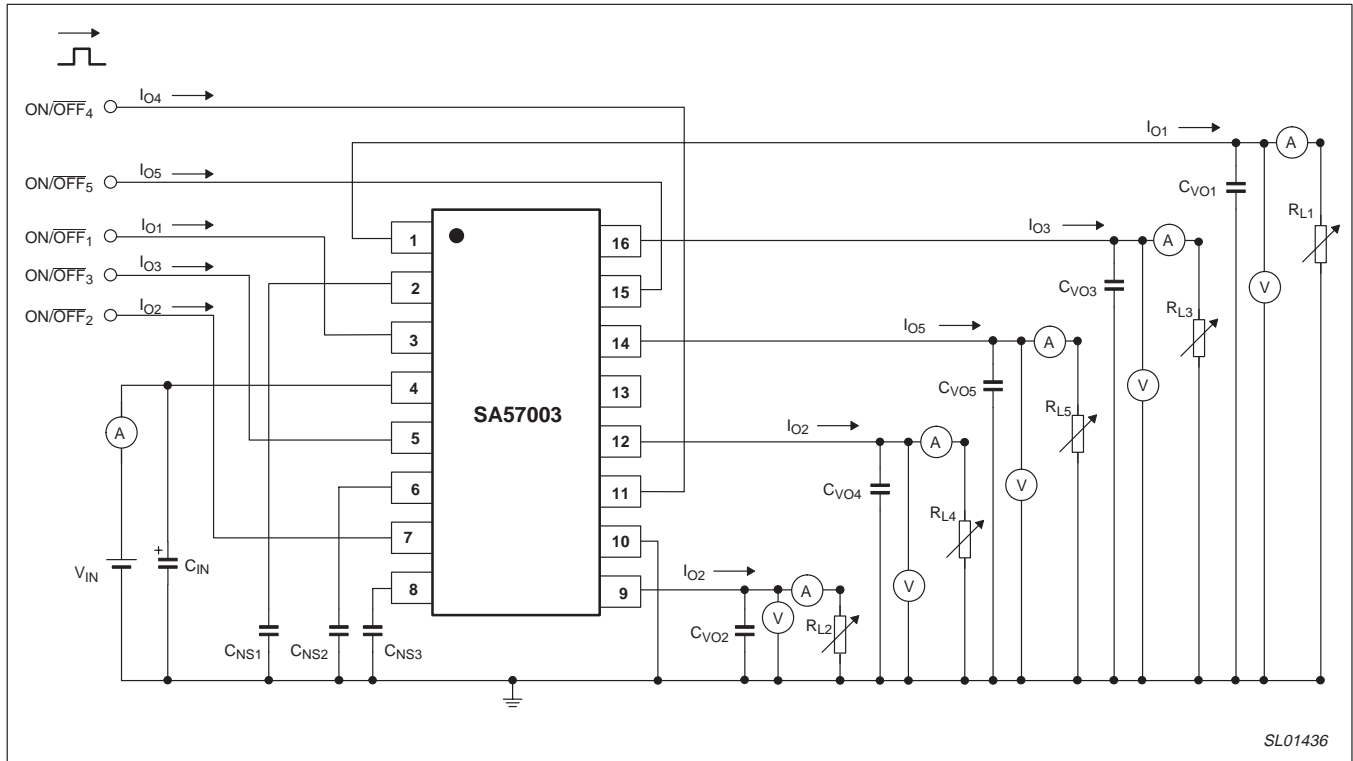 ON/OFF4
IO4
ON/OFF5
IO5
ON/OFF1
IO1
ON/OFF3
IO3
ON/OFF2
IO2
A
VIN
+
CIN
CNS1
CNS2
CNS3
1
2
3
4
5
6
7
8
SA57003
16
15
14
13
12
11
10
9
IO1
A
CVO1
RL1
V
IO3
A
CVO3
RL3
V
IO5
A
CVO5
RL5
V
IO2
A
CVO4
RL4
V
IO2
A
CVO2
V
RL2
SL01436